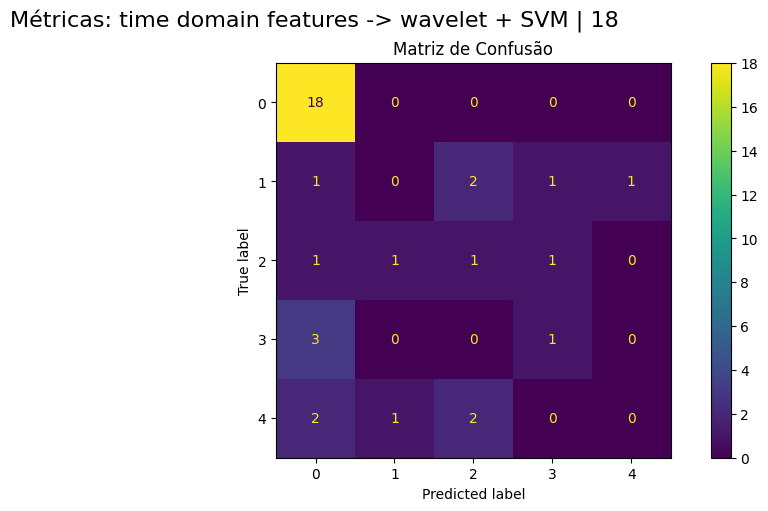 Métricas: time domain features -> wavelet + SVM | 18
Matriz de Confusão
18
0 18 0 0 0 0
16
14
1 1 0 2 1 1
12
10
True label
2 1 1 1 1 0
8
6
3 3 0 0 1 0
4
4 2 1 2 0 0
2
0
0 1 2 3 4
Predicted label